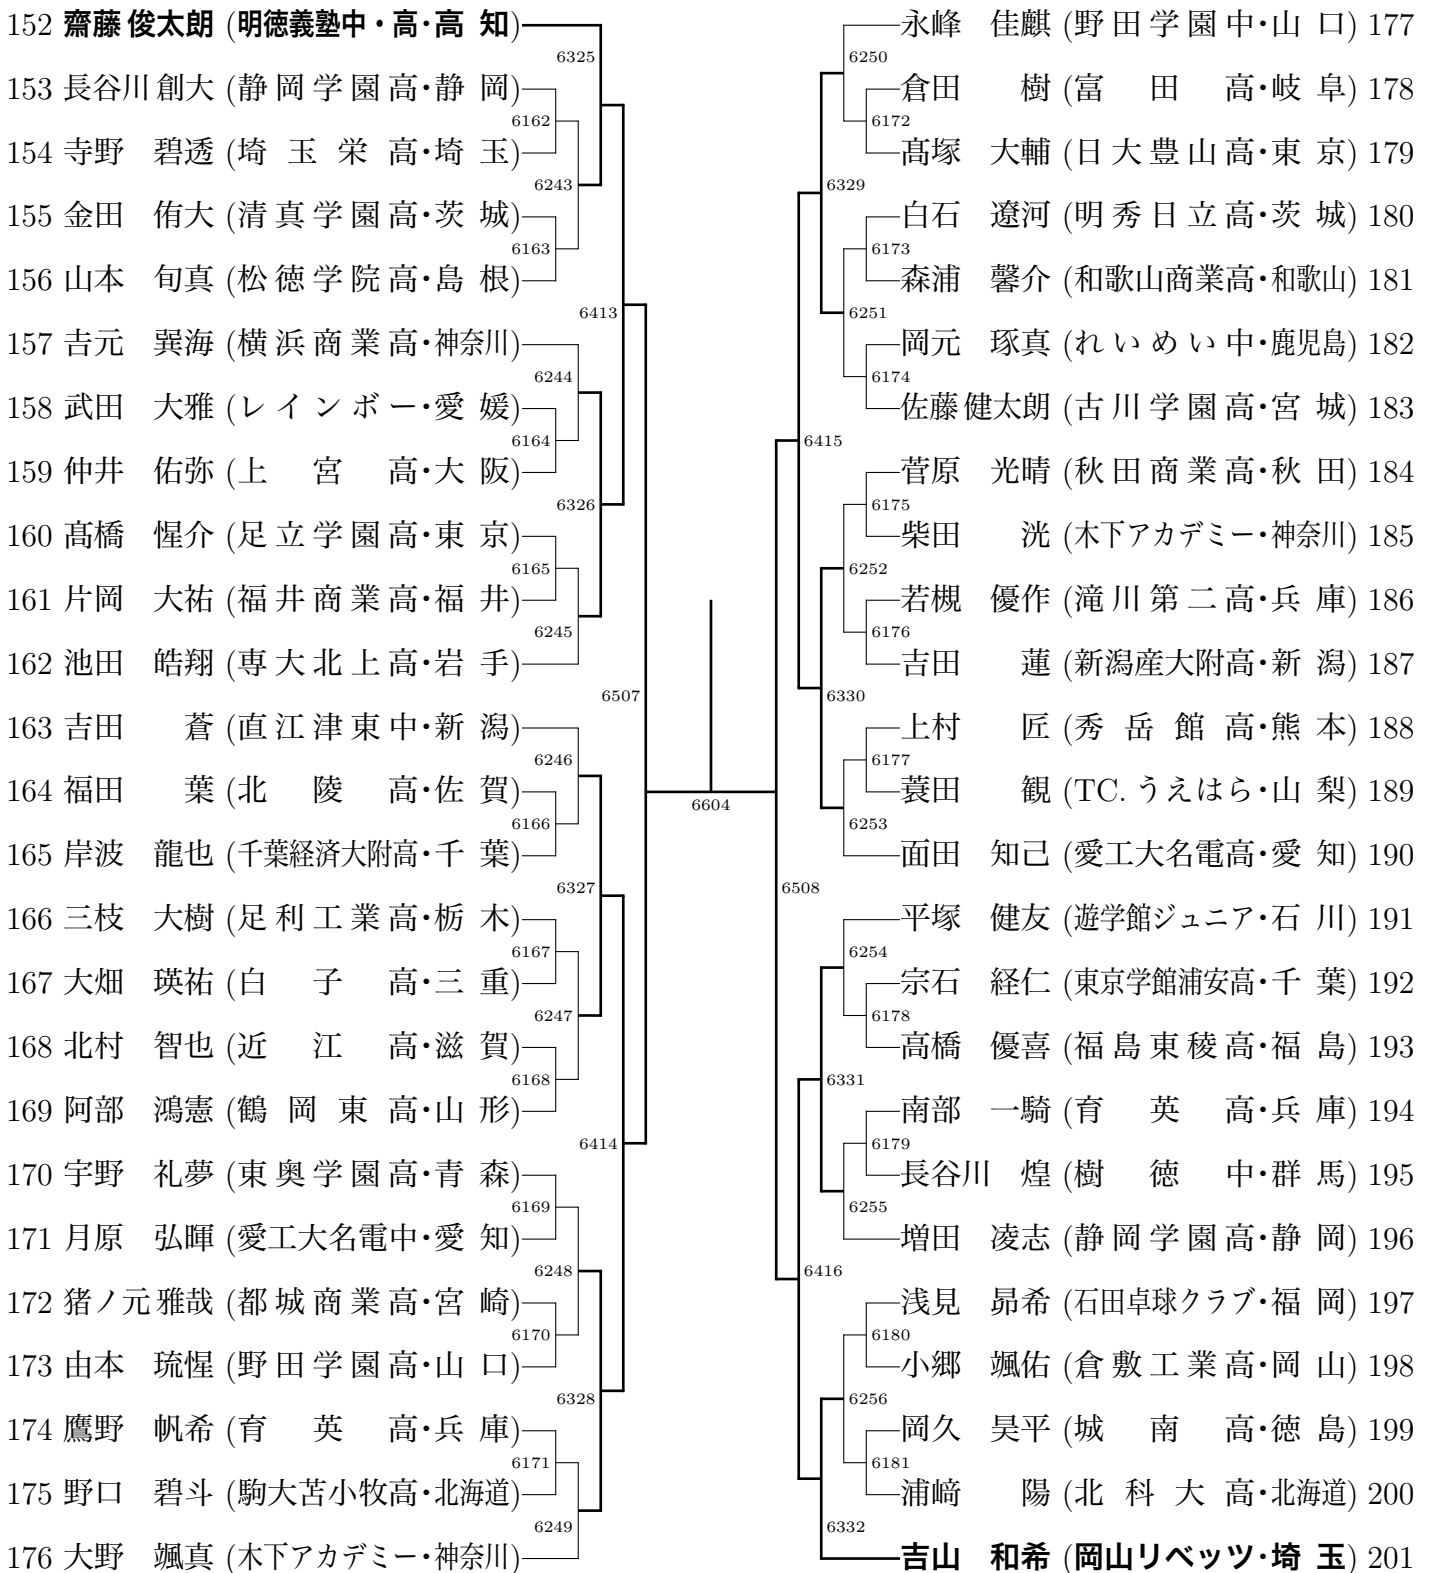 152 齋藤 俊太朗 (明徳義塾中・高・高 知)
153 長谷川 創大 (静岡学園高・静 岡)
154 寺野 碧透 (埼玉栄高・埼 玉)
155 金田 侑大 (清真学園高・茨 城)
156 山本 旬真 (松徳学院高・島 根)
157 吉元 巽海 (横浜商業高・神奈川)
158 武田 大雅 (レインボー・愛 媛)
159 仲井 佑弥 (上宮高・大 阪)
160 髙橋 惺介 (足立学園高・東 京)
161 片岡 大祐 (福井商業高・福 井)
162 池田 皓翔 (専大北上高・岩 手)
163 吉田 蒼 (直江津東中・新 潟)
164 福田 葉 (北陵高・佐 賀)
165 岸波 龍也 (千葉経済大附高・千 葉)
166 三枝 大樹 (足利工業高・栃 木)
167 大畑 瑛祐 (白子高・三 重)
168 北村 智也 (近江高・滋 賀)
169 阿部 鴻憲 (鶴岡東高・山 形)
170 宇野 礼夢 (東奥学園高・青 森)
171 月原 弘暉 (愛工大名電中・愛 知)
172 猪ノ元 雅哉 (都城商業高・宮 崎)
173 由本 琉惺 (野田学園高・山 口)
174 鷹野 帆希 (育英高・兵 庫)
175 野口 碧斗 (駒大苫小牧高・北海道)
176 大野 颯真 (木下アカデミー・神奈川)
6325
6162
6243
6163
6413
6244
6164
6326
6165
6245
6507
6246
6166
6327
6167
6247
6168
6414
6169
6248
6170
6328
6171
6249
6604
永峰 佳麒 (野田学園中・山 口) 177
倉田 樹 (富田高・岐 阜) 178
髙塚 大輔 (日大豊山高・東 京) 179
白石 遼河 (明秀日立高・茨 城) 180
森浦 馨介 (和歌山商業高・和歌山) 181
岡元 琢真 (れいめい中・鹿児島) 182
佐藤 健太朗 (古川学園高・宮 城) 183
菅原 光晴 (秋田商業高・秋 田) 184
柴田 洸 (木下アカデミー・神奈川) 185
若槻 優作 (滝川第二高・兵 庫) 186
吉田 蓮 (新潟産大附高・新 潟) 187
上村 匠 (秀岳館高・熊 本) 188
蓑田 観 (TC. うえはら・山 梨) 189
面田 知己 (愛工大名電高・愛 知) 190
平塚 健友 (遊学館ジュニア・石 川) 191
宗石 経仁 (東京学館浦安高・千 葉) 192
高橋 優喜 (福島東稜高・福 島) 193
南部 一騎 (育英高・兵 庫) 194
長谷川 煌 (樹徳中・群 馬) 195
増田 凌志 (静岡学園高・静 岡) 196
浅見 昴希 (石田卓球クラブ・福 岡) 197
小郷 颯佑 (倉敷工業高・岡 山) 198
岡久 昊平 (城南高・徳 島) 199
浦﨑 陽 (北科大高・北海道) 200
吉山 和希 (岡山リベッツ・埼 玉) 201
6250
6172
6329
6173
6251
6174
6415
6175
6252
6176
6330
6177
6253
6508
6254
6178
6331
6179
6255
6416
6180
6256
6181
6332